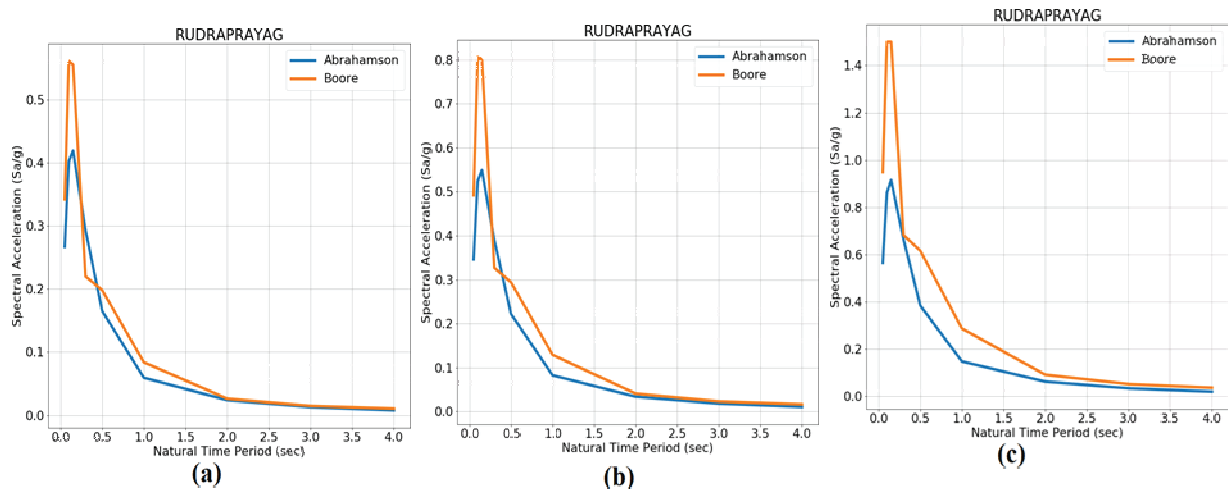 RUDRAPRAYAG
Abrahamson
Boore
Spectral Acceleration (Sa/g)
0.5
0.4
0.3
0.2
0.1
0.0
0.0 0.5 1.0 1.5 2.0 2.5 3.0 3.5 4.0
Natural Time Period (sec)
(a)
RUDRAPRAYAG
Abrahamson
Boore
Spectral Acceleration (Sa/g)
0.8
0.7
0.6
0.5
0.4
0.3
0.2
0.1
0.0
0.0 0.5 1.0 1.5 2.0 2.5 3.0 3.5 4.0
Natural Time Period (sec)
(b)
RUDRAPRAYAG
Abrahamson
Boore
Spectral Acceleration (Sa/g)
1.4
1.2
1.0
0.8
0.6
0.4
0.2
0.0
0.0 0.5 1.0 1.5 2.0 2.5 3.0 3.5 4.0
Natural Time Period (sec)
(c)